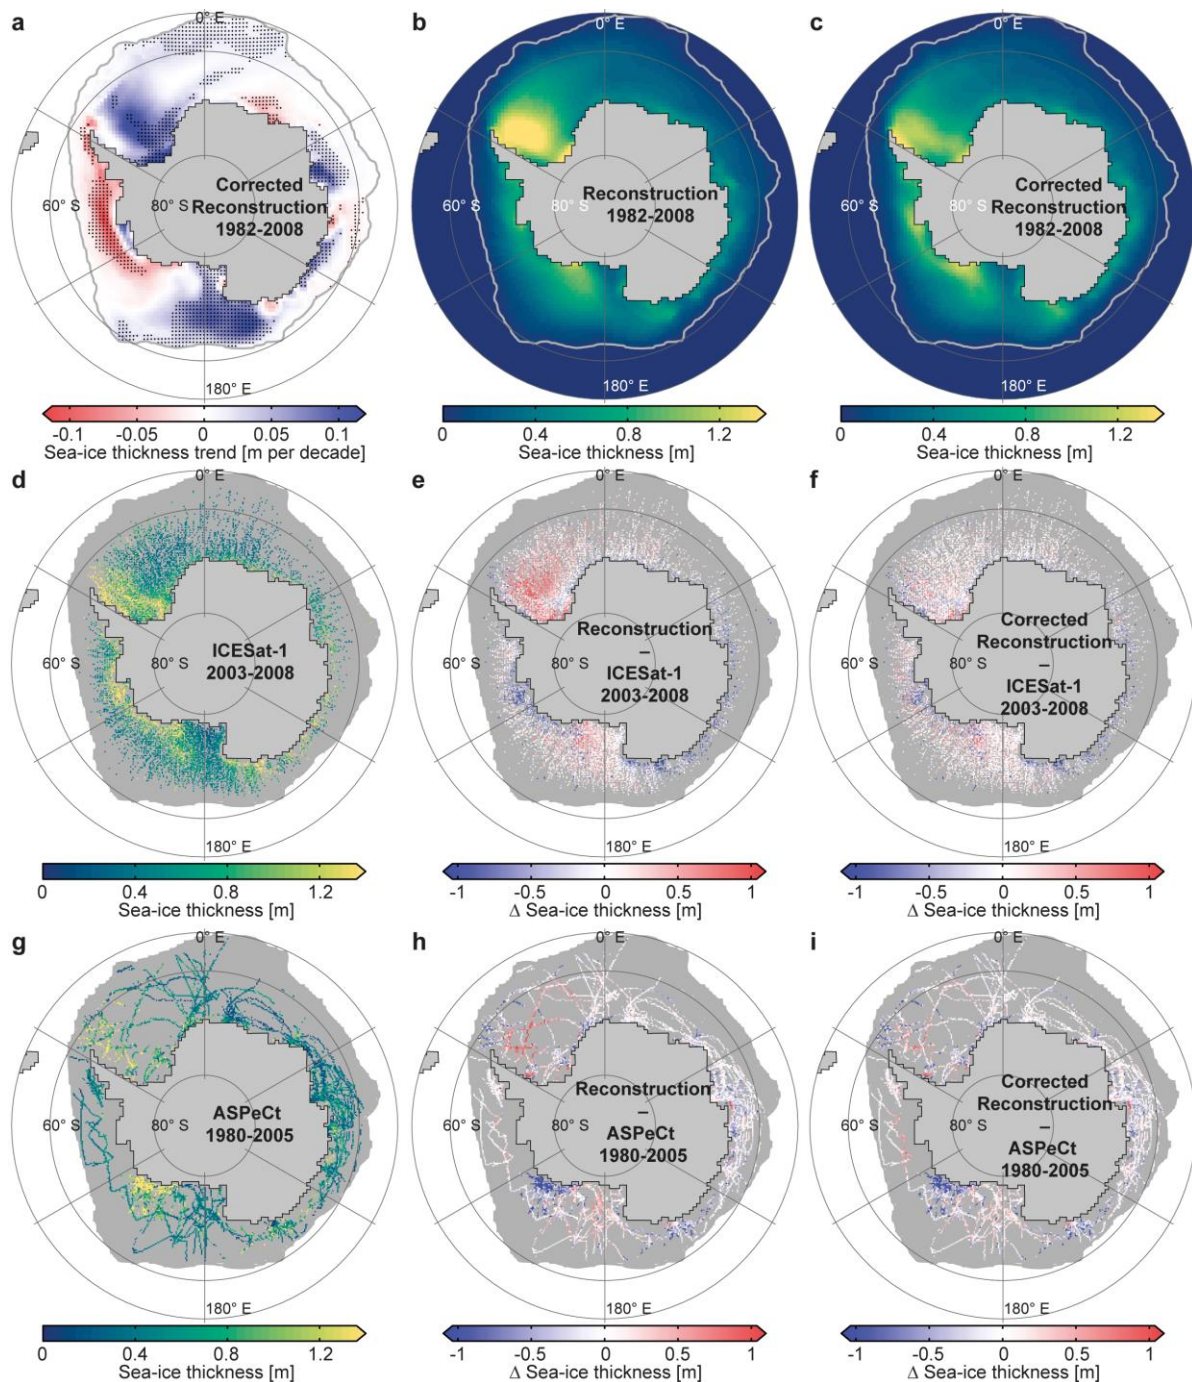 a
0° E
60° S
80° S
Corrected
Reconstruction
1982-2008
180° E
-0.1
-0.05
0
0.05
0.1
Sea-ice thickness trend [m per decade]
b
0° E
60° S
80° S
Reconstruction
1982-2008
180° E
0
0.4
0.8
1.2
Sea-ice thickness [m]
c
0° E
60° S
80° S
Corrected
Reconstruction
1982-2008
180° E
0
0.4
0.8
1.2
Sea-ice thickness [m]
d
0° E
60° S
80° S
ICESat-1
2003-2008
180° E
0
0.4
0.8
1.2
Sea-ice thickness [m]
e
0° E
60° S
80° S
Reconstruction
–
ICESat-1
2003-2008
180° E
-1
-0.5
0
0.5
1
Δ Sea-ice thickness [m]
f
0° E
60° S
80° S
Corrected
Reconstruction
–
ICESat-1
2003-2008
180° E
-1
-0.5
0
0.5
1
Δ Sea-ice thickness [m]
g
0° E
60° S
80° S
ASPeCt
1980-2005
180° E
0
0.4
0.8
1.2
Sea-ice thickness [m]
h
0° E
60° S
80° S
Reconstruction
–
ASPeCt
1980-2005
180° E
-1
-0.5
0
0.5
1
Δ Sea-ice thickness [m]
i
0° E
60° S
80° S
Corrected
Reconstruction
–
ASPeCt
1980-2005
180° E
-1
-0.5
0
0.5
1
Δ Sea-ice thickness [m]